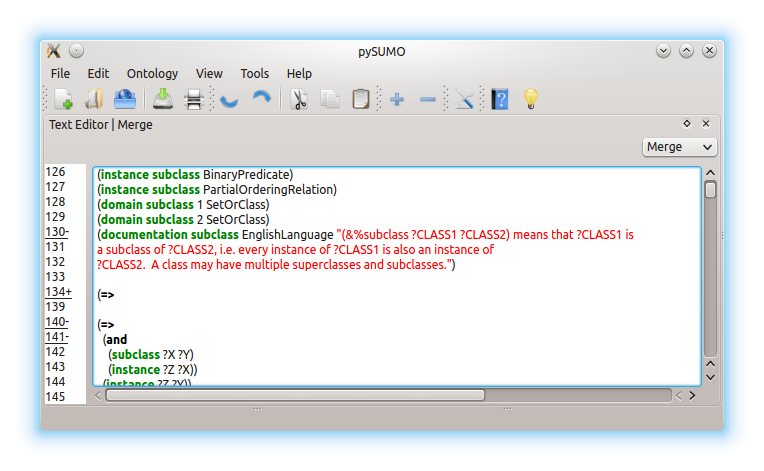 pySUMO
File Edit Ontology View Tools Help
Text Editor | Merge
Merge
126 (instance subclass BinaryPredicate)
127 (instance subclass PartialOrderingRelation)
128 (domain subclass 1 SetOrClass)
129 (domain subclass 2 SetOrClass)
130- (documentation subclass EnglishLanguage "(&%subclass ?CLASS1 ?CLASS2) means that ?CLASS1 is
131 a subclass of ?CLASS2, i.e. every instance of ?CLASS1 is also an instance of
132 ?CLASS2. A class may have multiple superclasses and subclasses.")
133
134+ (=>
139
140- (=>
141- (and
142 (subclass ?X ?Y)
143 (instance ?Z ?X))
144 (instance ?Z ?Y))
145